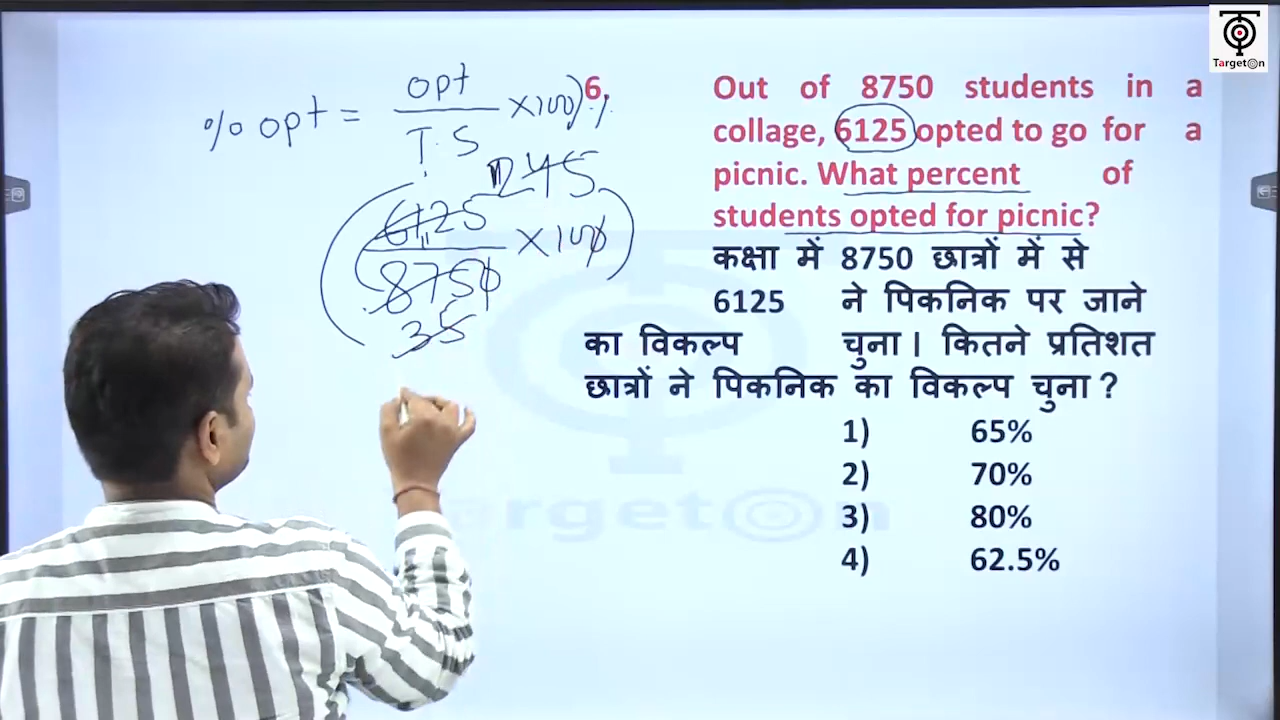 TargetOn
% opt = opt / T.S ×100) %
245
6125 / 8750 ×100
35
6. Out of 8750 students in a
collage, 6125 opted to go for a
picnic. What percent of
students opted for picnic?
कक्षा में 8750 छात्रों में से
6125 ने पिकनिक पर जाने
का विकल्प चुना। कितने प्रतिशत
छात्रों ने पिकनिक का विकल्प चुना?
1) 65%
2) 70%
3) 80%
4) 62.5%
TargetOn